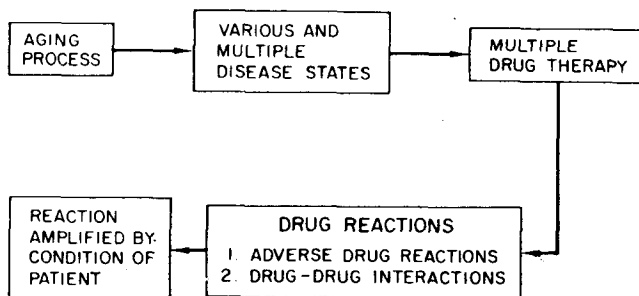 AGING
PROCESS
VARIOUS AND
MULTIPLE
DISEASE STATES
MULTIPLE
DRUG THERAPY
REACTION
AMPLIFIED BY
CONDITION OF
PATIENT
DRUG REACTIONS
1. ADVERSE DRUG REACTIONS
2. DRUG-DRUG INTERACTIONS